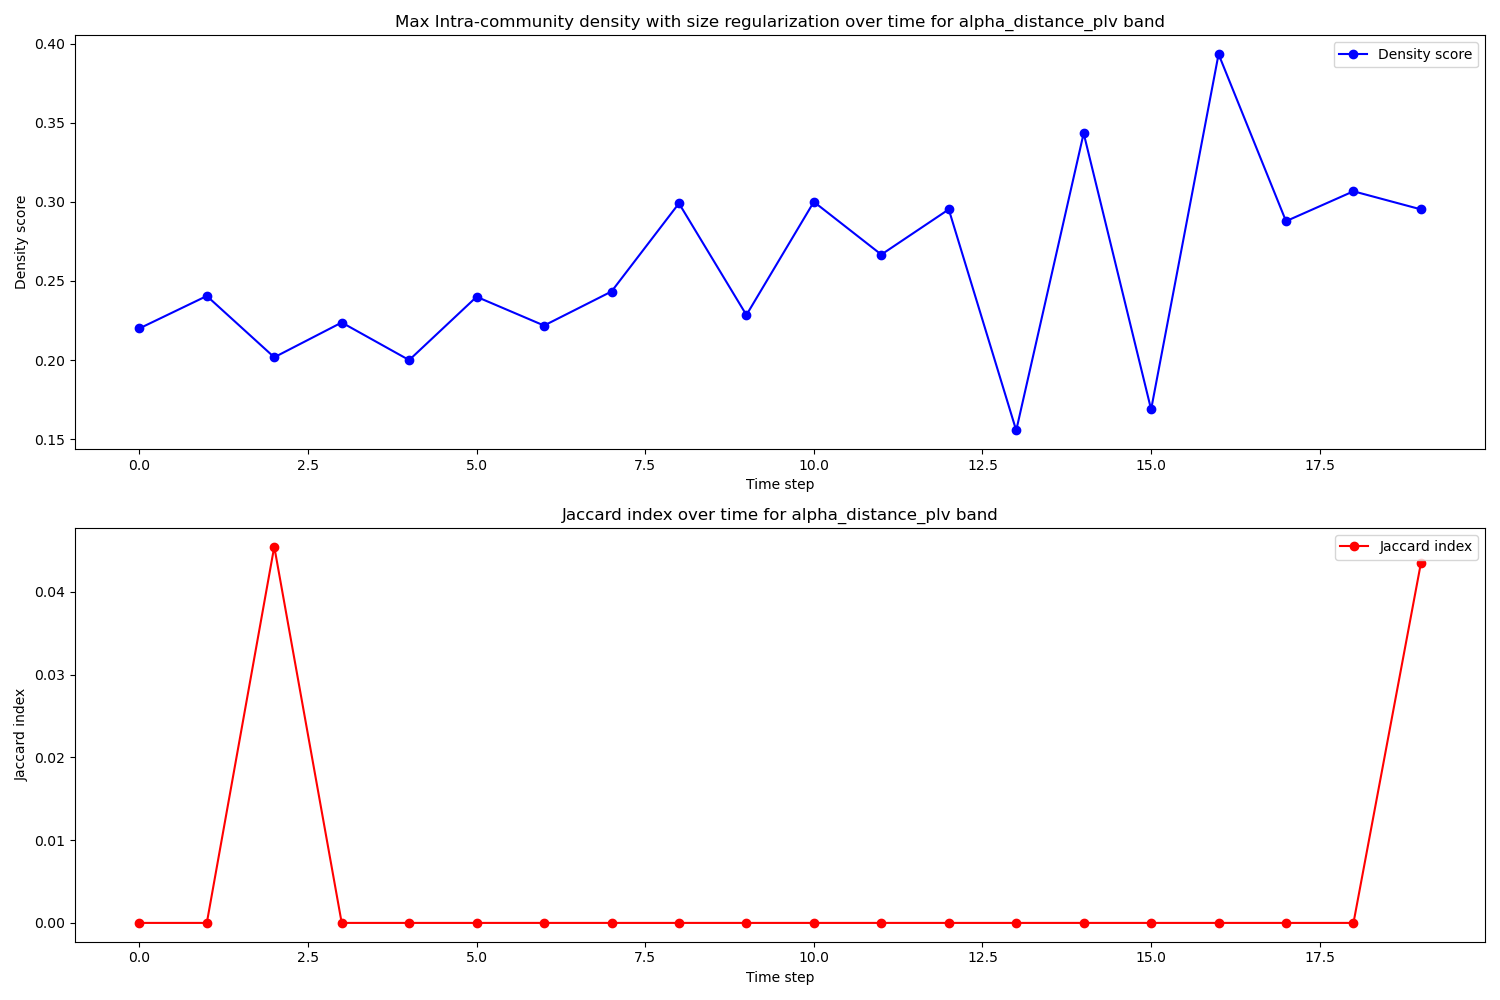 Max Intra-community density with size regularization over time for alpha_distance_plv band
0.40
0.35
0.30
0.25
0.20
0.15
Density score
Density score
0.0 2.5 5.0 7.5 10.0 12.5 15.0 17.5
Time step
Jaccard index over time for alpha_distance_plv band
0.04
0.03
0.02
0.01
0.00
Jaccard index
Jaccard index
0.0 2.5 5.0 7.5 10.0 12.5 15.0 17.5
Time step